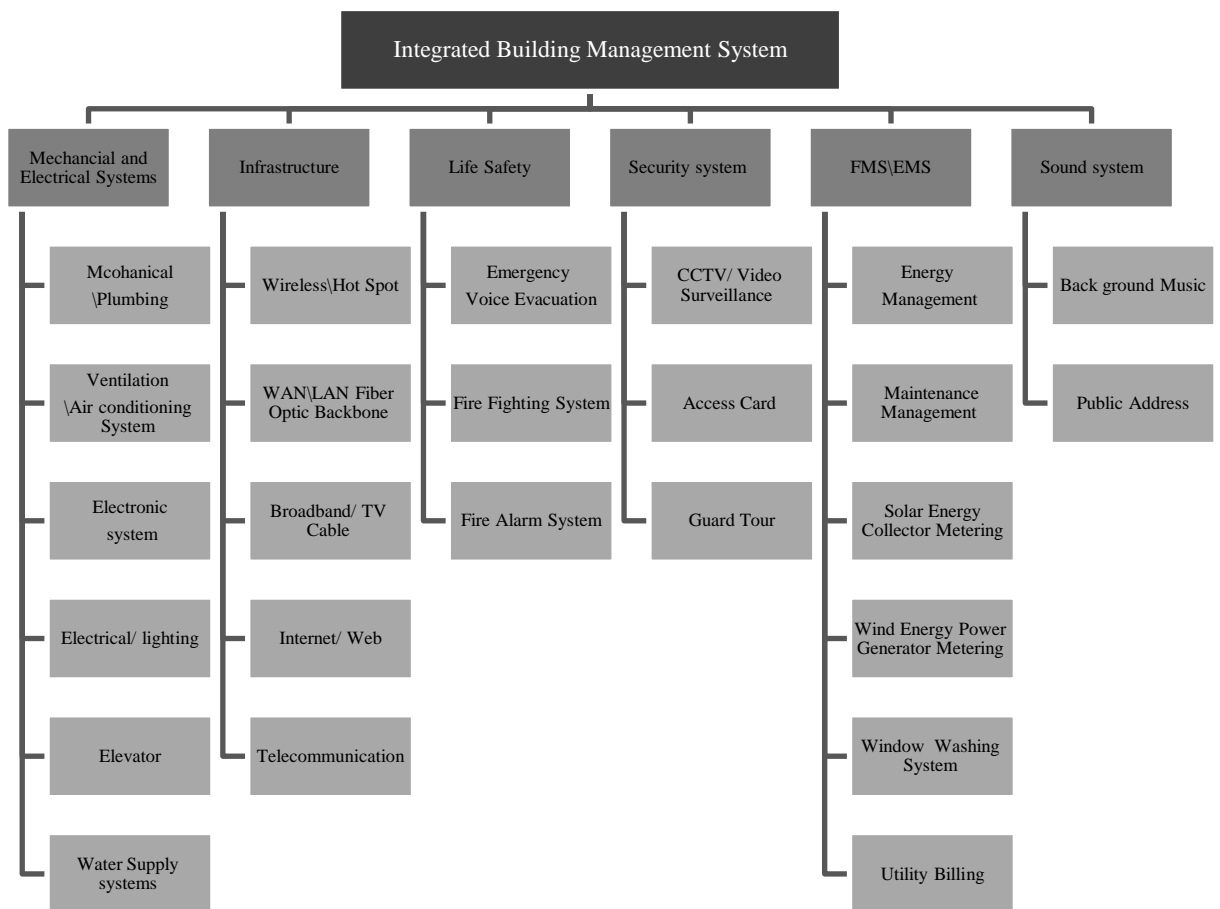 Integrated Building Management System
Mechancial and
Electrical Systems
Infrastructure
Life Safety
Security system
FMS\EMS
Sound system
Mcohanical
\Plumbing
Ventilation
\Air conditioning
System
Electronic
system
Electrical/ lighting
Elevator
Water Supply
systems
Wireless\Hot Spot
WAN\LAN Fiber
Optic Backbone
Broadband/ TV
Cable
Internet/ Web
Telecommunication
Emergency
Voice Evacuation
Fire Fighting System
Fire Alarm System
CCTV/ Video
Surveillance
Access Card
Guard Tour
Energy
Management
Maintenance
Management
Solar Energy
Collector Metering
Wind Energy Power
Generator Metering
Window Washing
System
Utility Billing
Back ground Music
Public Address